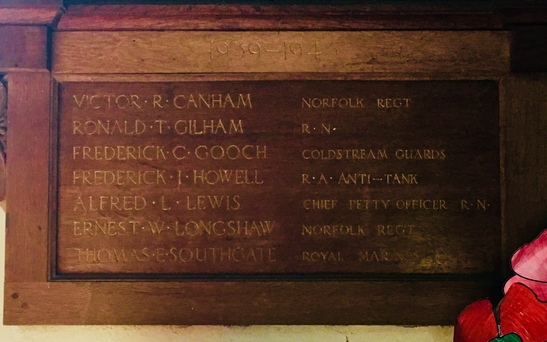 1939-194
VICTOR·R·CANHAM NORFOLK REGT
RONALD·T·GILHAM R·N·
FREDERICK·C·GOOCH COLDSTREAM GUARDS
FREDERICK·J·HOWELL R·A·ANTI-TANK
ALFRED·L·LEWIS CHIEF PETTY OFFICER R·N·
ERNEST·W·LONGSHAW NORFOLK REGT
THOMAS·E·SOUTHGATE ROYAL